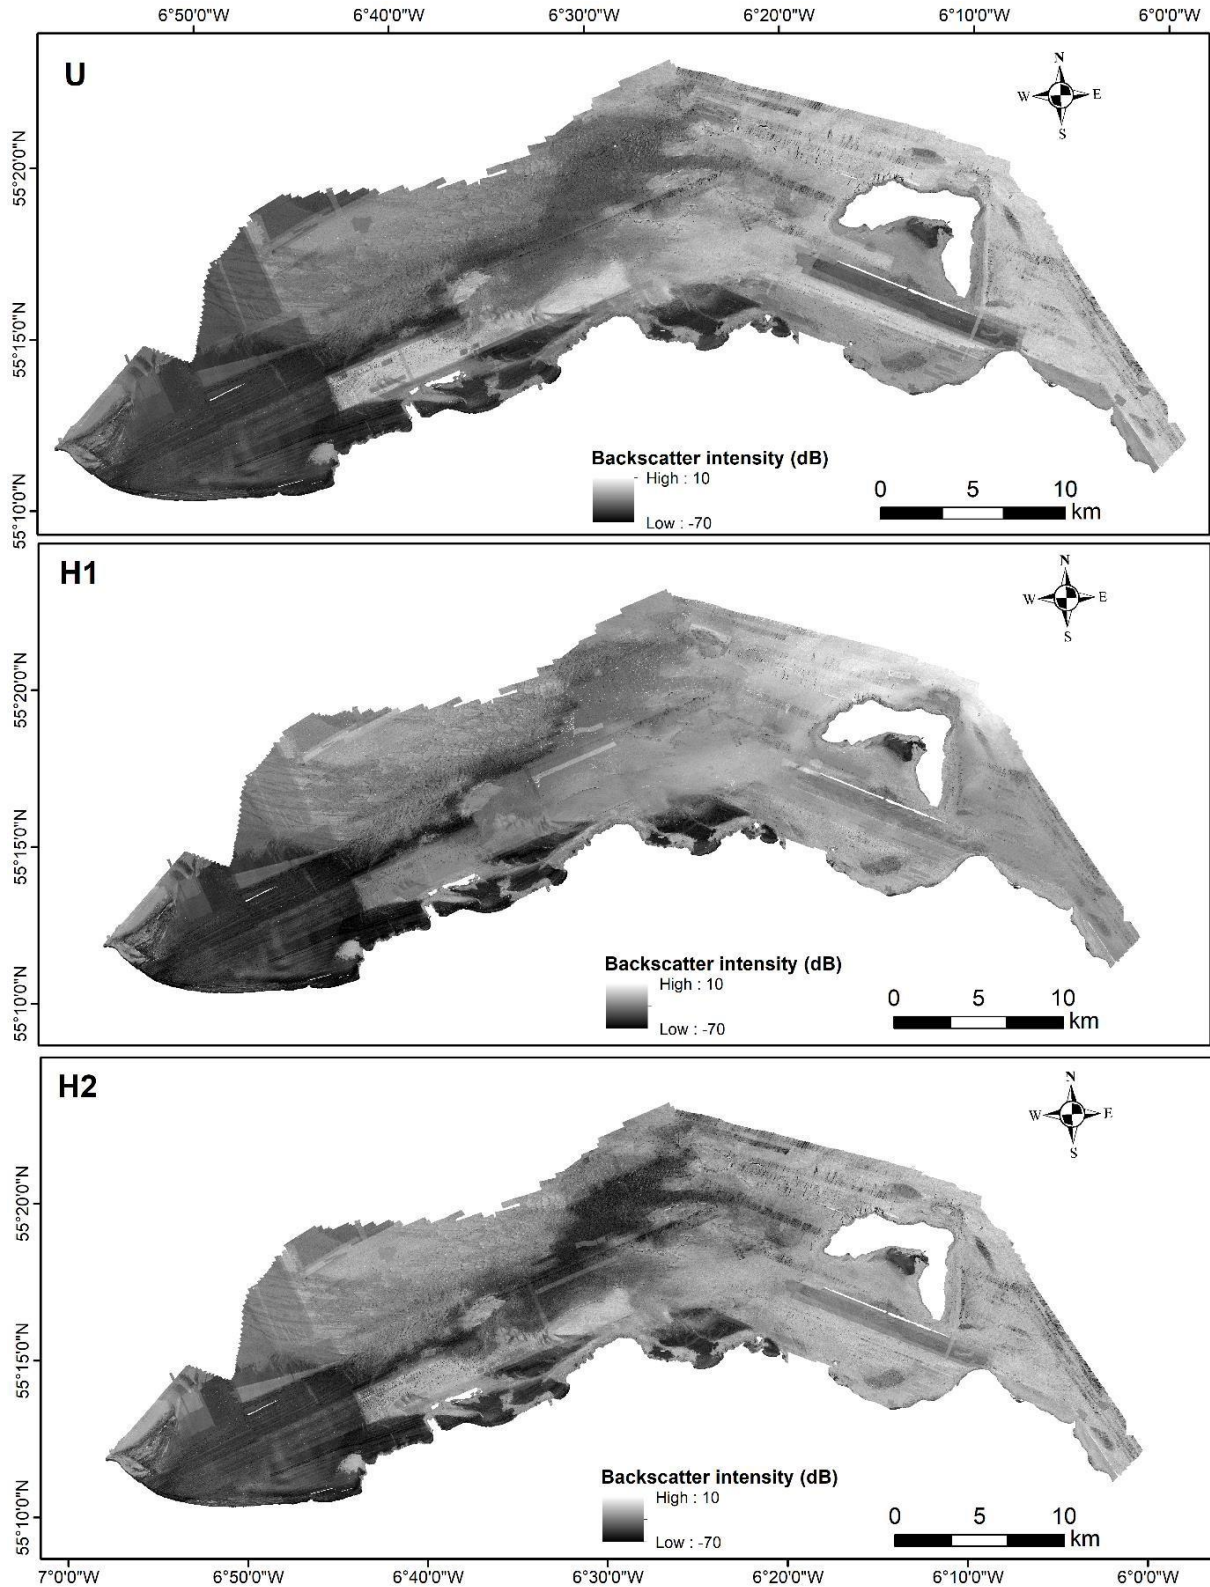 6°50'0"W 6°40'0"W 6°30'0"W 6°20'0"W 6°10'0"W 6°0'0"W
U
N
W E
S
55°20'0"N
55°15'0"N
55°10'0"N
Backscatter intensity (dB)
High : 10
Low : -70
0 5 10
km
H1
N
W E
S
55°20'0"N
55°15'0"N
55°10'0"N
Backscatter intensity (dB)
High : 10
Low : -70
0 5 10
km
H2
N
W E
S
55°20'0"N
55°15'0"N
55°10'0"N
Backscatter intensity (dB)
High : 10
Low : -70
0 5 10
km
7°0'0"W 6°50'0"W 6°40'0"W 6°30'0"W 6°20'0"W 6°10'0"W 6°0'0"W